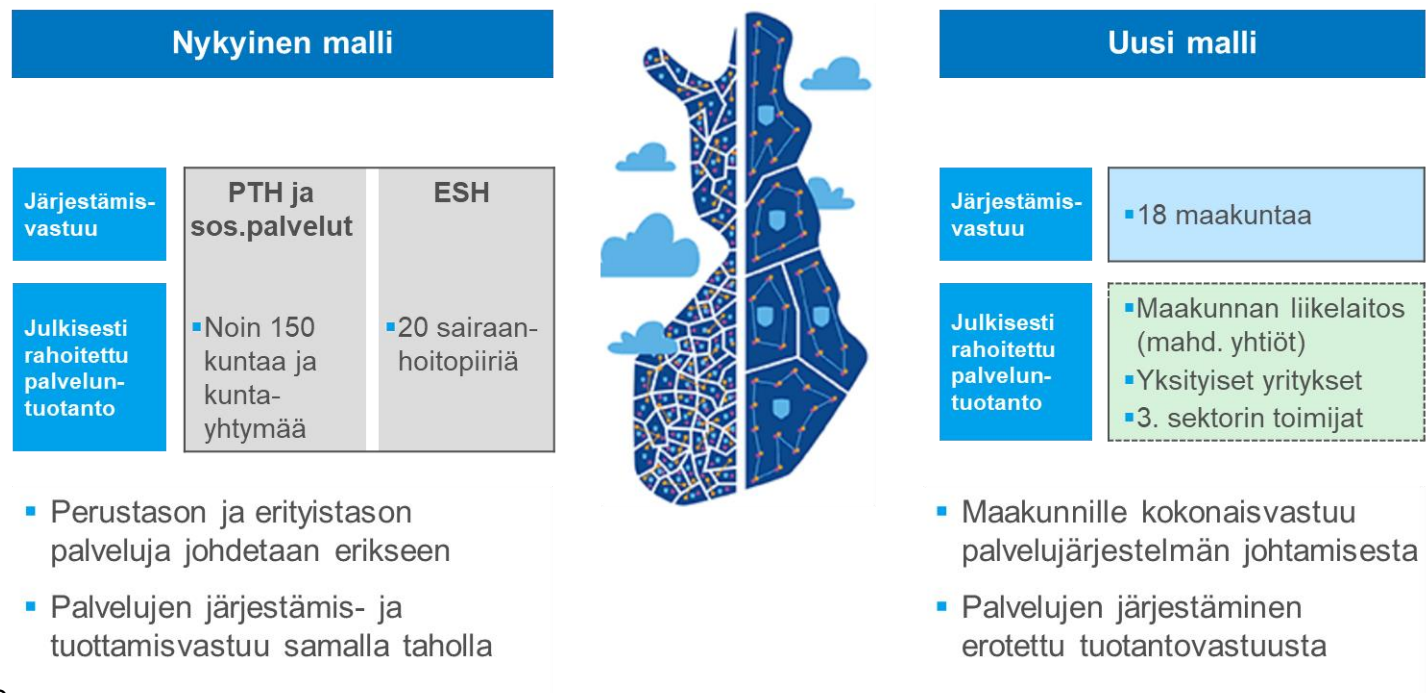 Nykyinen malli
Järjestämis-
vastuu
PTH ja
sos.palvelut
ESH
Julkisesti
rahoitettu
palvelun-
tuotanto
▪Noin 150
kuntaa ja
kunta-
yhtymää
▪20 sairaan-
hoitopiiriä
▪ Perustason ja erityistason
palveluja johdetaan erikseen
▪ Palvelujen järjestämis- ja
tuottamisvastuu samalla taholla
Uusi malli
Järjestämis-
vastuu
▪18 maakuntaa
Julkisesti
rahoitettu
palvelun-
tuotanto
▪Maakunnan liikelaitos
(mahd. yhtiöt)
▪Yksityiset yritykset
▪3. sektorin toimijat
▪ Maakunnille kokonaisvastuu
palvelujärjestelmän johtamisesta
▪ Palvelujen järjestäminen
erotettu tuotantovastuusta